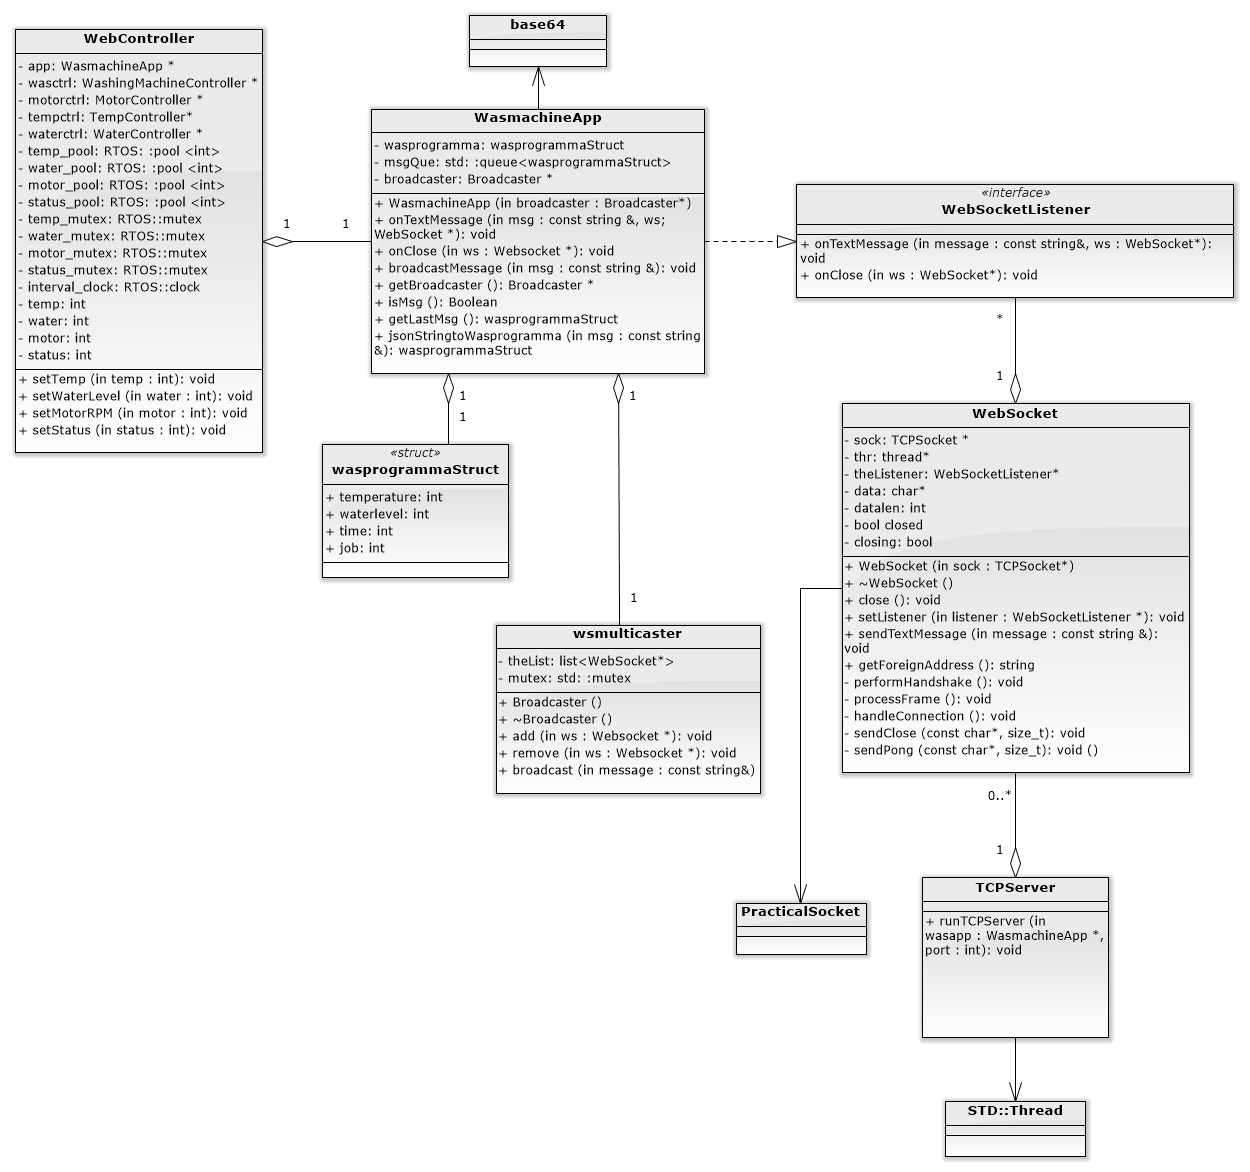 base64
WebController
- app: WasmachineApp *
- wasctrl: WashingMachineController *
- motorctrl: MotorController *
- tempctrl: TempController*
- waterctrl: WaterController *
- temp_pool: RTOS: :pool <int>
- water_pool: RTOS: :pool <int>
- motor_pool: RTOS: :pool <int>
- status_pool: RTOS: :pool <int>
- temp_mutex: RTOS::mutex
- water_mutex: RTOS::mutex
- motor_mutex: RTOS::mutex
- status_mutex: RTOS::mutex
- interval_clock: RTOS::clock
- temp: int
- water: int
- motor: int
- status: int
+ setTemp (in temp : int): void
+ setWaterLevel (in water : int): void
+ setMotorRPM (in motor : int): void
+ setStatus (in status : int): void
1
1
WasmachineApp
- wasprogramma: wasprogrammaStruct
- msgQue: std: :queue<wasprogrammaStruct>
- broadcaster: Broadcaster *
+ WasmachineApp (in broadcaster : Broadcaster*)
+ onTextMessage (in msg : const string &, ws;
WebSocket *): void
+ onClose (in ws : Websocket *): void
+ broadcastMessage (in msg : const string &): void
+ getBroadcaster (): Broadcaster *
+ isMsg (): Boolean
+ getLastMsg (): wasprogrammaStruct
+ jsonStringtoWasprogramma (in msg : const string
&): wasprogrammaStruct
«interface»
WebSocketListener
+ onTextMessage (in message : const string&, ws : WebSocket*):
void
+ onClose (in ws : WebSocket*): void
*
1
1
1
1
1
«struct»
wasprogrammaStruct
+ temperature: int
+ waterlevel: int
+ time: int
+ job: int
wsmulticaster
- theList: list<WebSocket*>
- mutex: std: :mutex
+ Broadcaster ()
+ ~Broadcaster ()
+ add (in ws : Websocket *): void
+ remove (in ws : Websocket *): void
+ broadcast (in message : const string&)
WebSocket
- sock: TCPSocket *
- thr: thread*
- theListener: WebSocketListener*
- data: char*
- datalen: int
- bool closed
- closing: bool
+ WebSocket (in sock : TCPSocket*)
+ ~WebSocket ()
+ close (): void
+ setListener (in listener : WebSocketListener *): void
+ sendTextMessage (in message : const string &):
void
+ getForeignAddress (): string
- performHandshake (): void
- processFrame (): void
- handleConnection (): void
- sendClose (const char*, size_t): void
- sendPong (const char*, size_t): void ()
0..*
1
PracticalSocket
TCPServer
+ runTCPServer (in
wasapp : WasmachineApp *,
port : int): void
STD::Thread